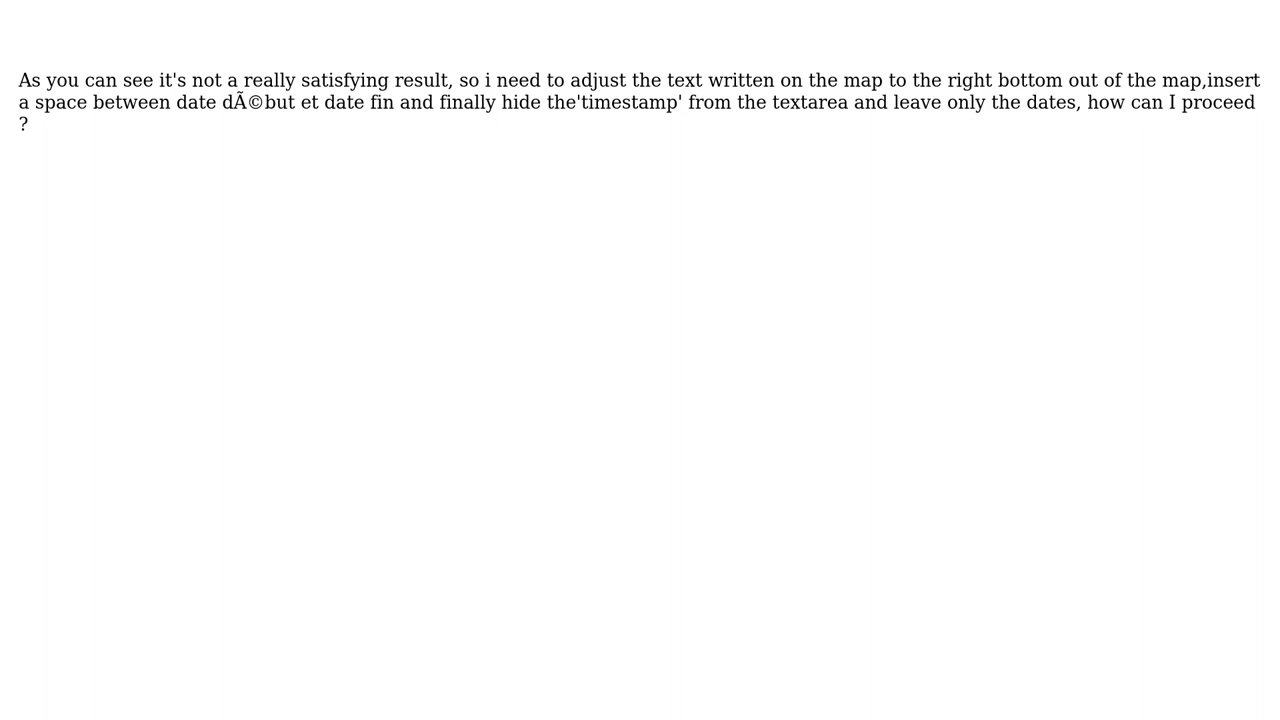 As you can see it's not a really satisfying result, so i need to adjust the text written on the map to the right bottom out of the map,insert
a space between date dÃ©but et date fin and finally hide the'timestamp' from the textarea and leave only the dates, how can I proceed
?